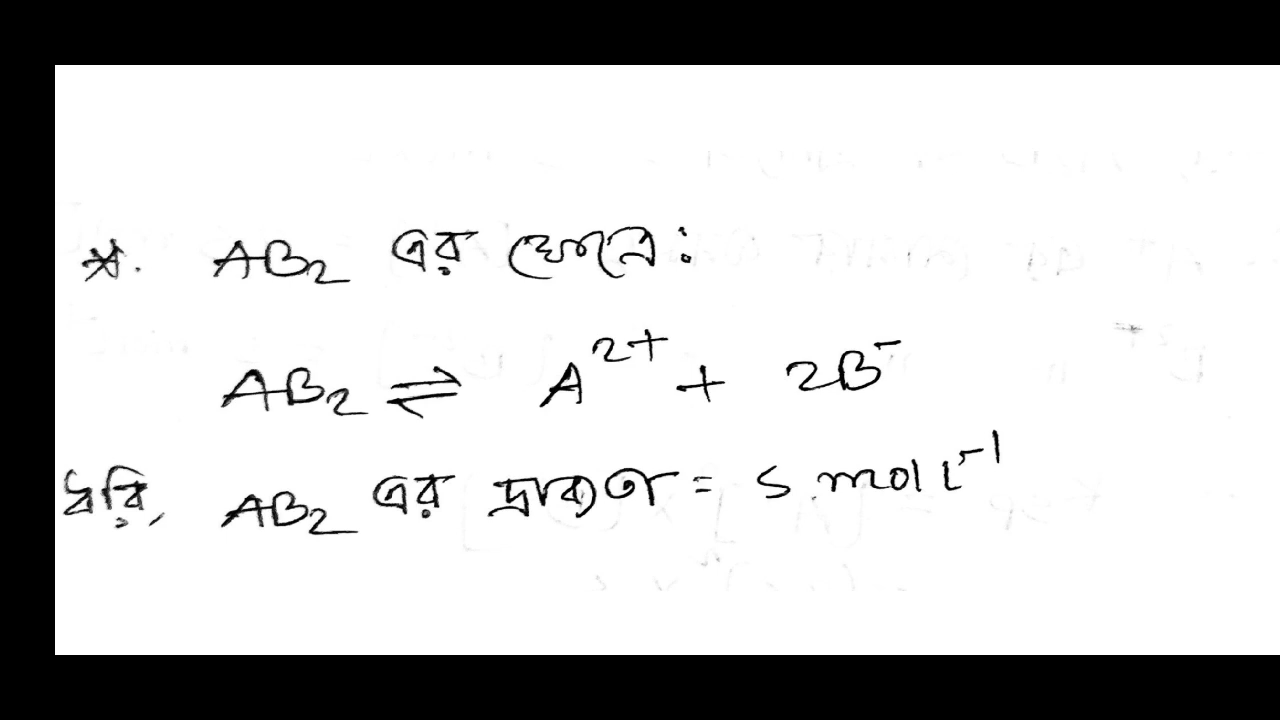 *. AB₂ এর ক্ষেত্রে:
AB₂ ⇌ A²⁺ + 2B⁻
ধরি, AB₂ এর দ্রাব্যতা = S mol L⁻¹